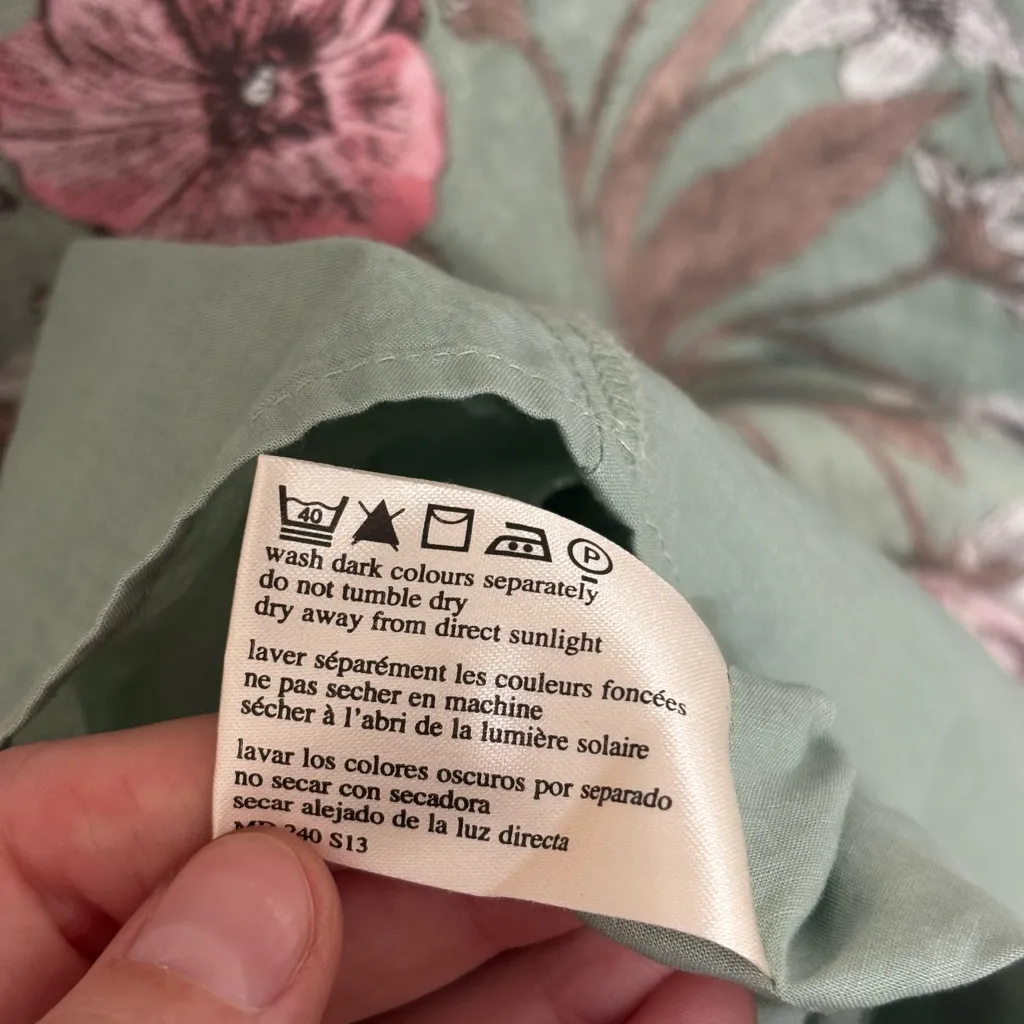 40
P
wash dark colours separately
do not tumble dry
dry away from direct sunlight
laver séparément les couleurs foncées
ne pas secher en machine
sécher à l'abri de la lumière solaire
lavar los colores oscuros por separado
no secar con secadora
secar alejado de la luz directa
S13